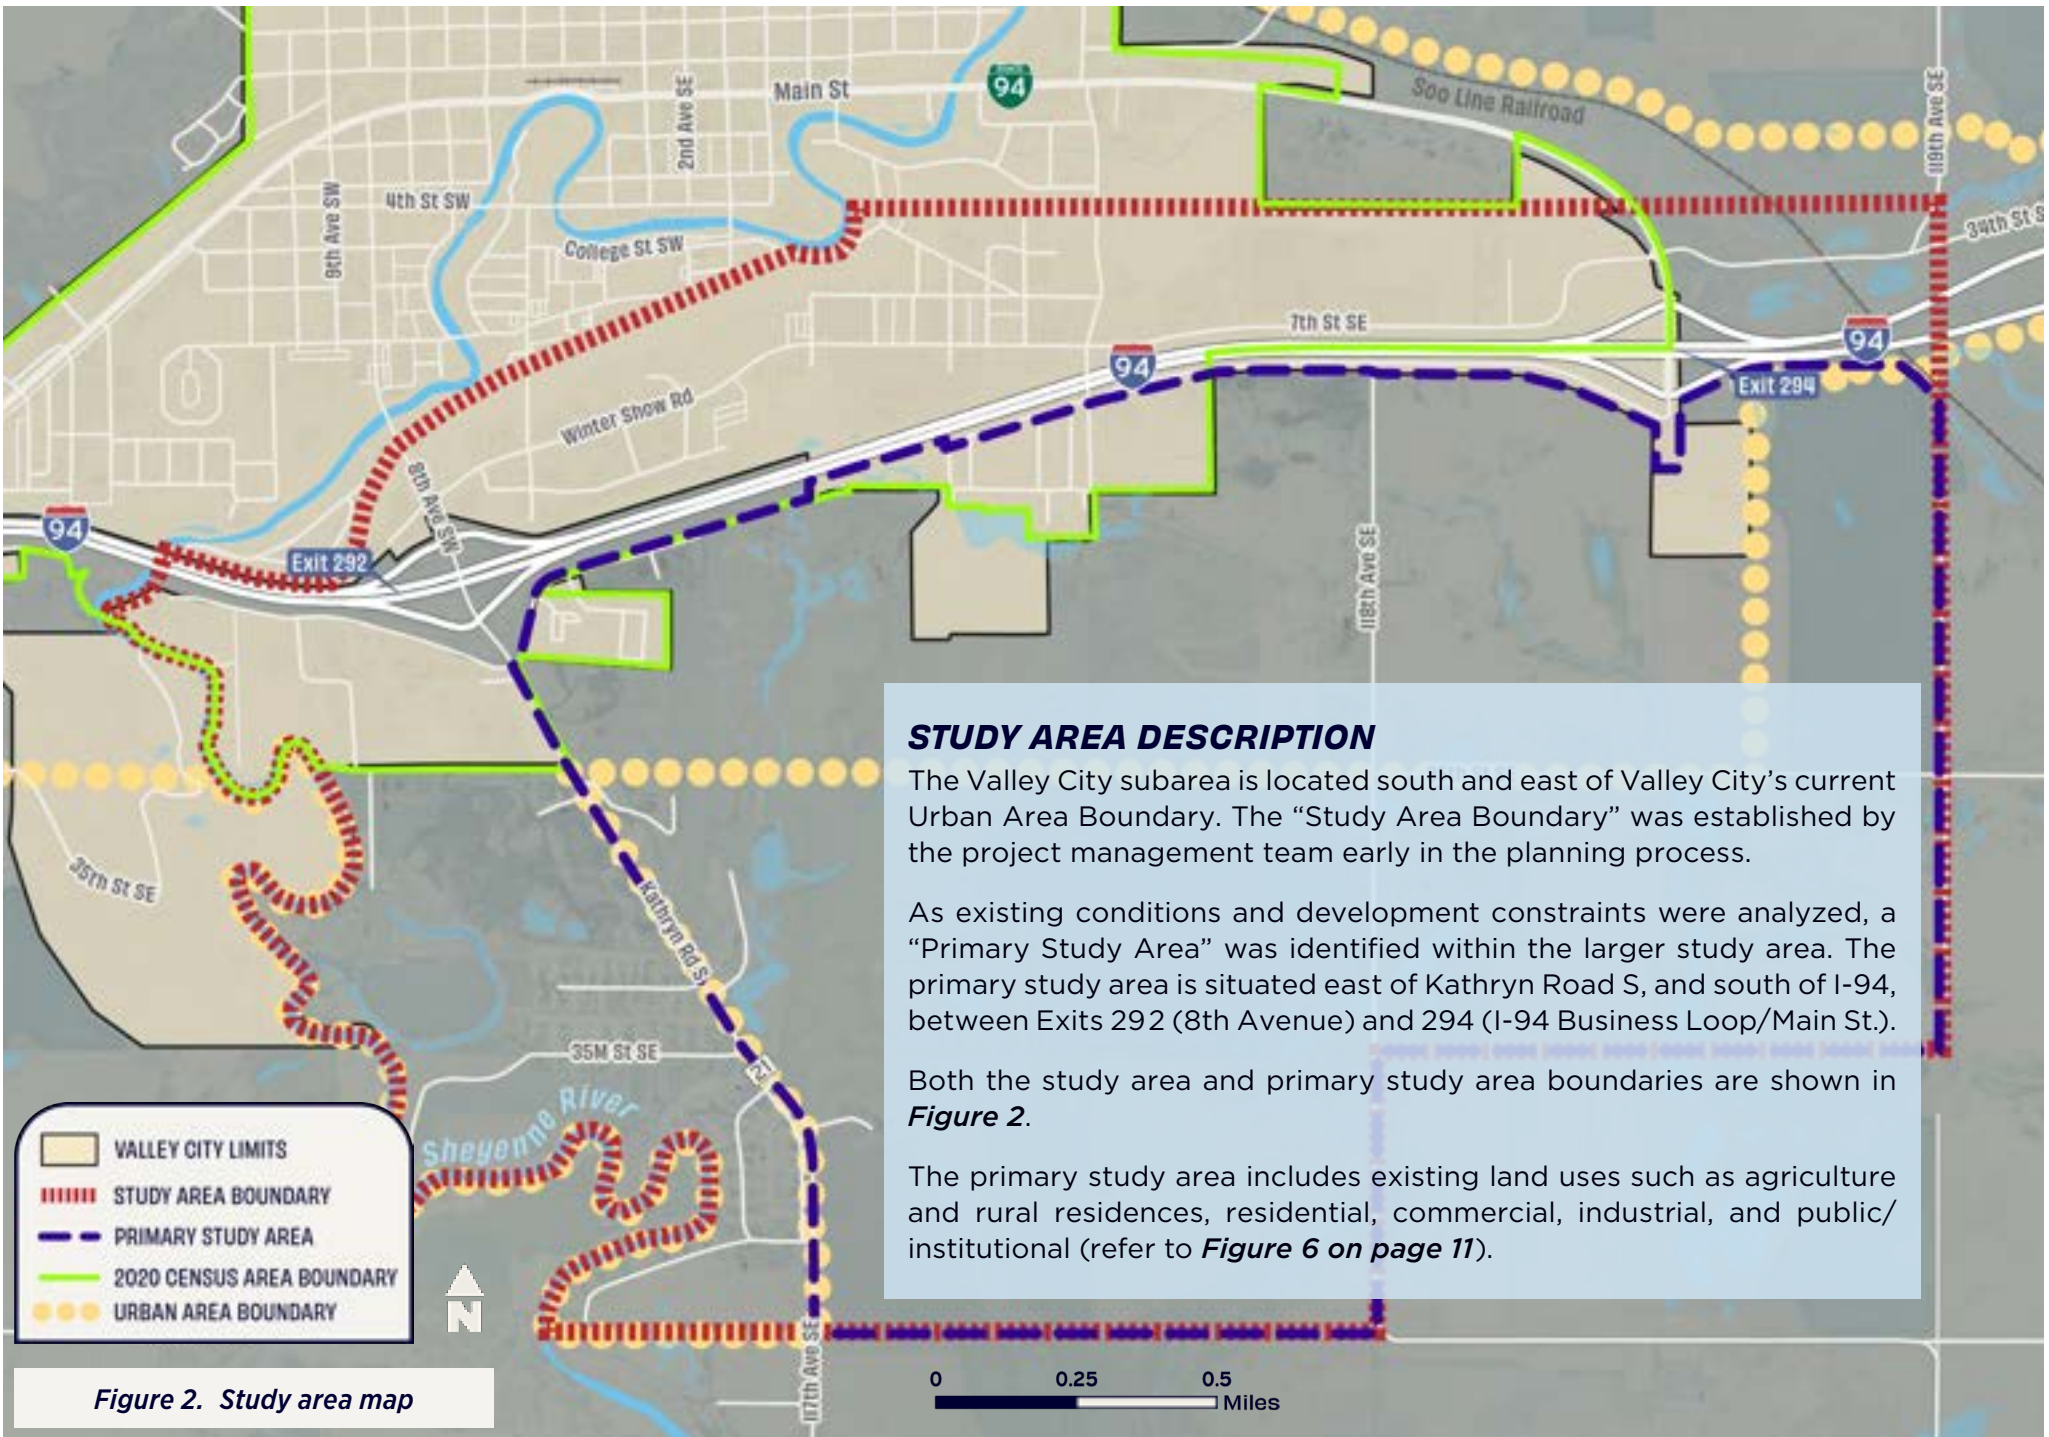 Main St
94
Soo Line Railroad
119th Ave SE
2nd Ave SE
9th Ave SW
4th St SW
College St SW
34th St S
7th St SE
94
94
Exit 294
Winter Show Rd
8th Ave SW
94
Exit 292
118th Ave SE
35th St SE
Kathryn Rd S
35M St SE
21
Sheyenne River
117th Ave SE
STUDY AREA DESCRIPTION
The Valley City subarea is located south and east of Valley City's current
Urban Area Boundary. The “Study Area Boundary” was established by
the project management team early in the planning process.
As existing conditions and development constraints were analyzed, a
“Primary Study Area” was identified within the larger study area. The
primary study area is situated east of Kathryn Road S, and south of I-94,
between Exits 292 (8th Avenue) and 294 (I-94 Business Loop/Main St.).
Both the study area and primary study area boundaries are shown in
Figure 2.
The primary study area includes existing land uses such as agriculture
and rural residences, residential, commercial, industrial, and public/
institutional (refer to Figure 6 on page 11).
VALLEY CITY LIMITS
STUDY AREA BOUNDARY
PRIMARY STUDY AREA
2020 CENSUS AREA BOUNDARY
URBAN AREA BOUNDARY
N
Figure 2. Study area map
0 0.25 0.5
Miles